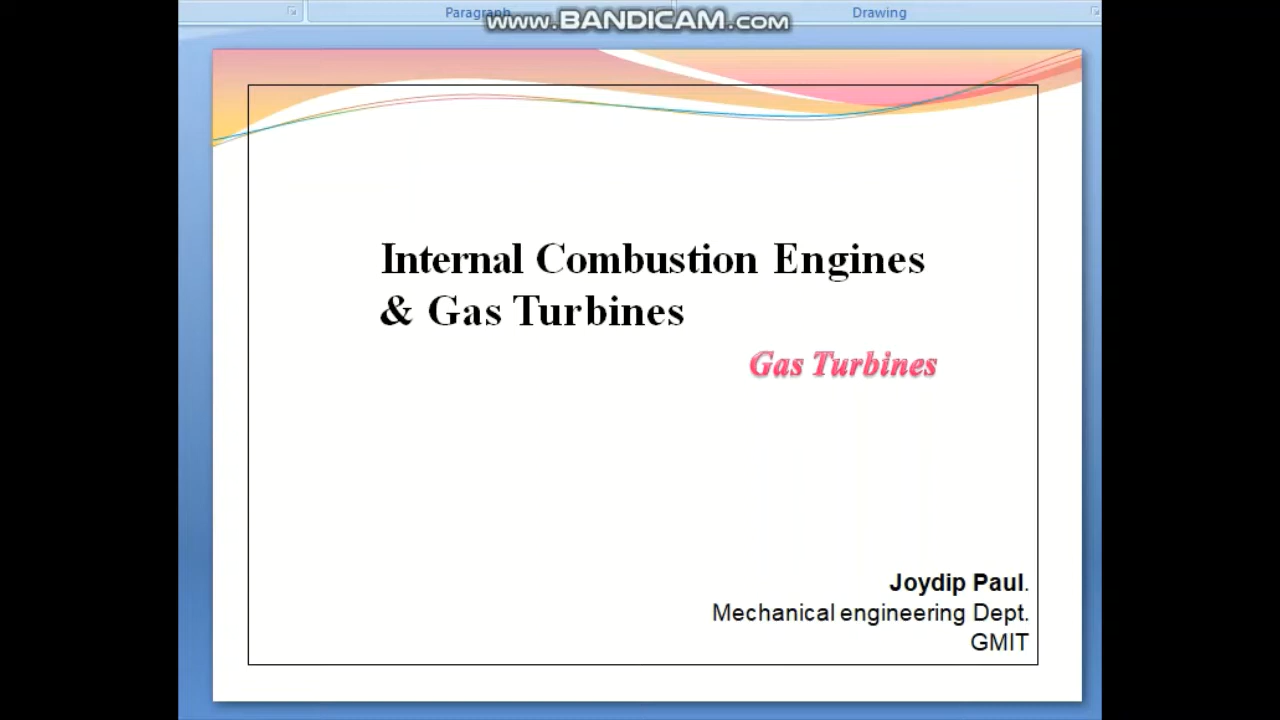 Paragraph
Drawing
www.BANDICAM.com
Internal Combustion Engines
& Gas Turbines
Gas Turbines
Joydip Paul.
Mechanical engineering Dept.
GMIT